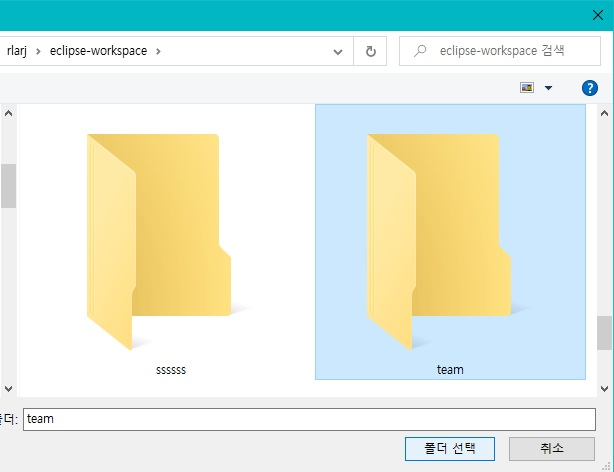 rlarj > eclipse-workspace >
eclipse-workspace 검색
?
ssssss
team
더: team
폴더 선택
취소